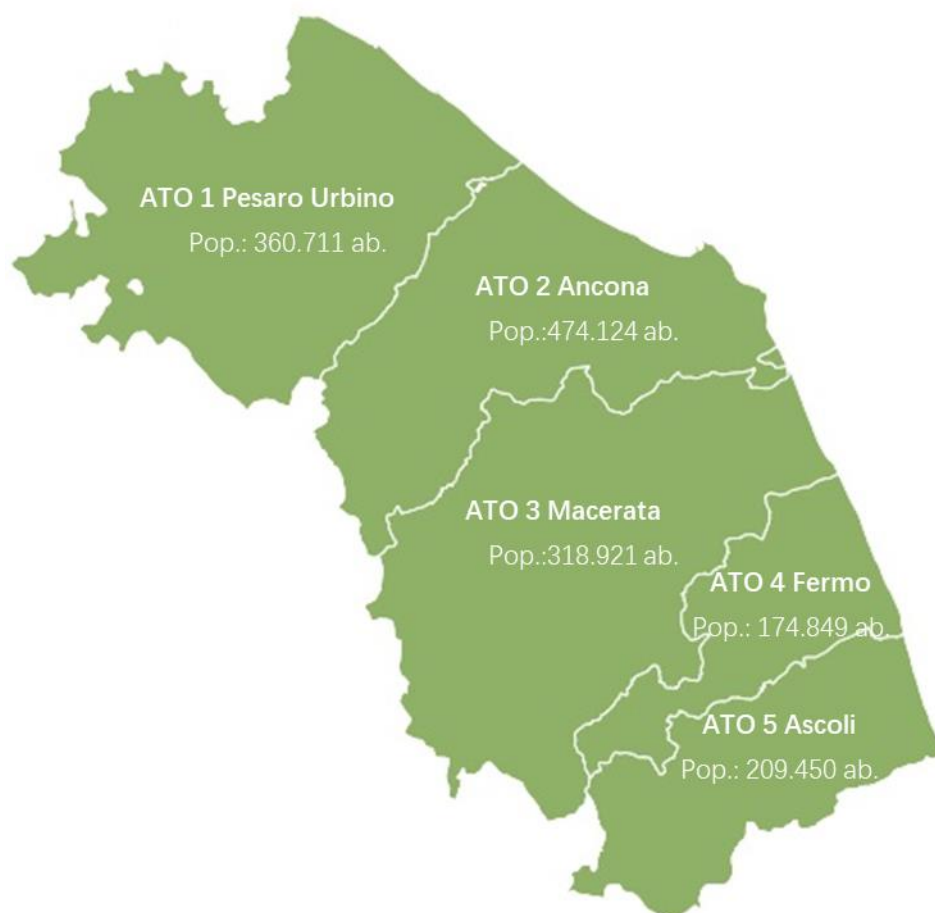 ATO 1 Pesaro Urbino
Pop.: 360.711 ab.
ATO 2 Ancona
Pop.:474.124 ab.
ATO 3 Macerata
Pop.:318.921 ab.
ATO 4 Fermo
Pop.: 174.849 ab.
ATO 5 Ascoli
Pop.: 209.450 ab.